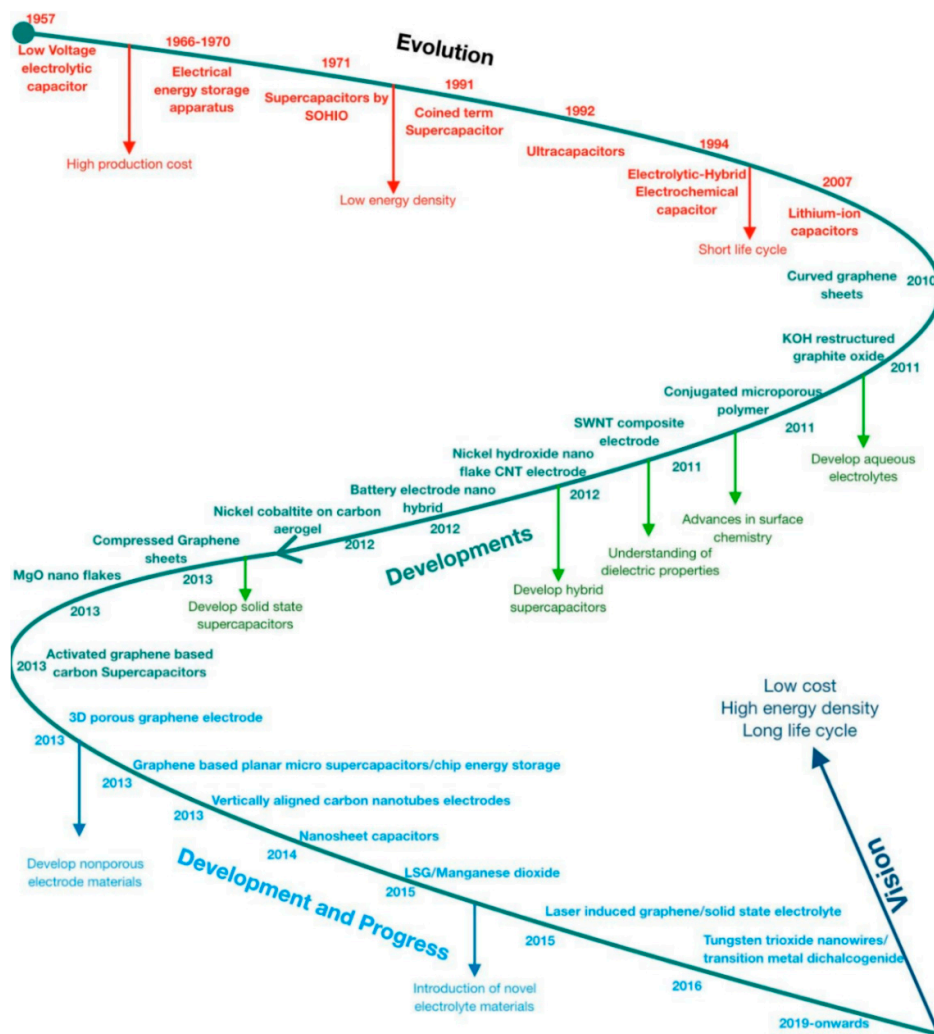 1957
Low Voltage
electrolytic
capacitor
High production cost
1966-1970
Electrical
energy storage
apparatus
1971
Supercapacitors by
SOHIO
Low energy density
Evolution
1991
Coined term
Supercapacitor
1992
Ultracapacitors
1994
Electrolytic-Hybrid
Electrochemical
capacitor
Short life cycle
2007
Lithium-ion
capacitors
Curved graphene
sheets
2010
KOH restructured
graphite oxide
2011
Develop aqueous
electrolytes
Conjugated microporous
polymer
2011
Advances in surface
chemistry
SWNT composite
electrode
2011
Understanding of
dielectric properties
Nickel hydroxide nano
flake CNT electrode
2012
Develop hybrid
supercapacitors
Battery electrode nano
hybrid
2012
Developments
Nickel cobaltite on carbon
aerogel
2012
Develop solid state
supercapacitors
Compressed Graphene
sheets
2013
MgO nano flakes
2013
2013
Activated graphene based
carbon Supercapacitors
3D porous graphene electrode
2013
Develop nonporous
electrode materials
Graphene based planar micro supercapacitors/chip energy storage
2013
Vertically aligned carbon nanotubes electrodes
2013
Nanosheet capacitors
2014
LSG/Manganese dioxide
2015
Development and Progress
Introduction of novel
electrolyte materials
Laser induced graphene/solid state electrolyte
2015
Tungsten trioxide nanowires/
transition metal dichalcogenide
2016
2019-onwards
Vision
Low cost
High energy density
Long life cycle